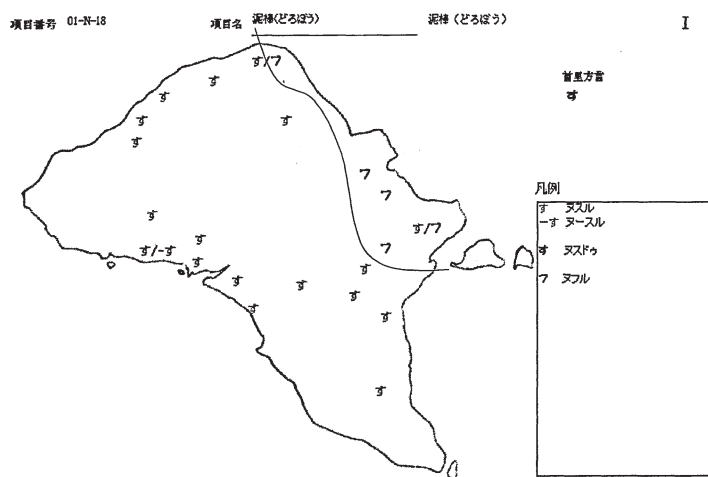 項目番号 01-N-18 項目名 泥棒(どろぼう) 泥棒(どろぼう) I
首里方言
す
す/フ
す
す
す
す
す
フ
フ
す
す/フ
す
す/-す
フ
す
す
す
す
す
す
す
す
凡例
す ヌスル
-す ヌースル
す ヌスドゥ
フ ヌフル